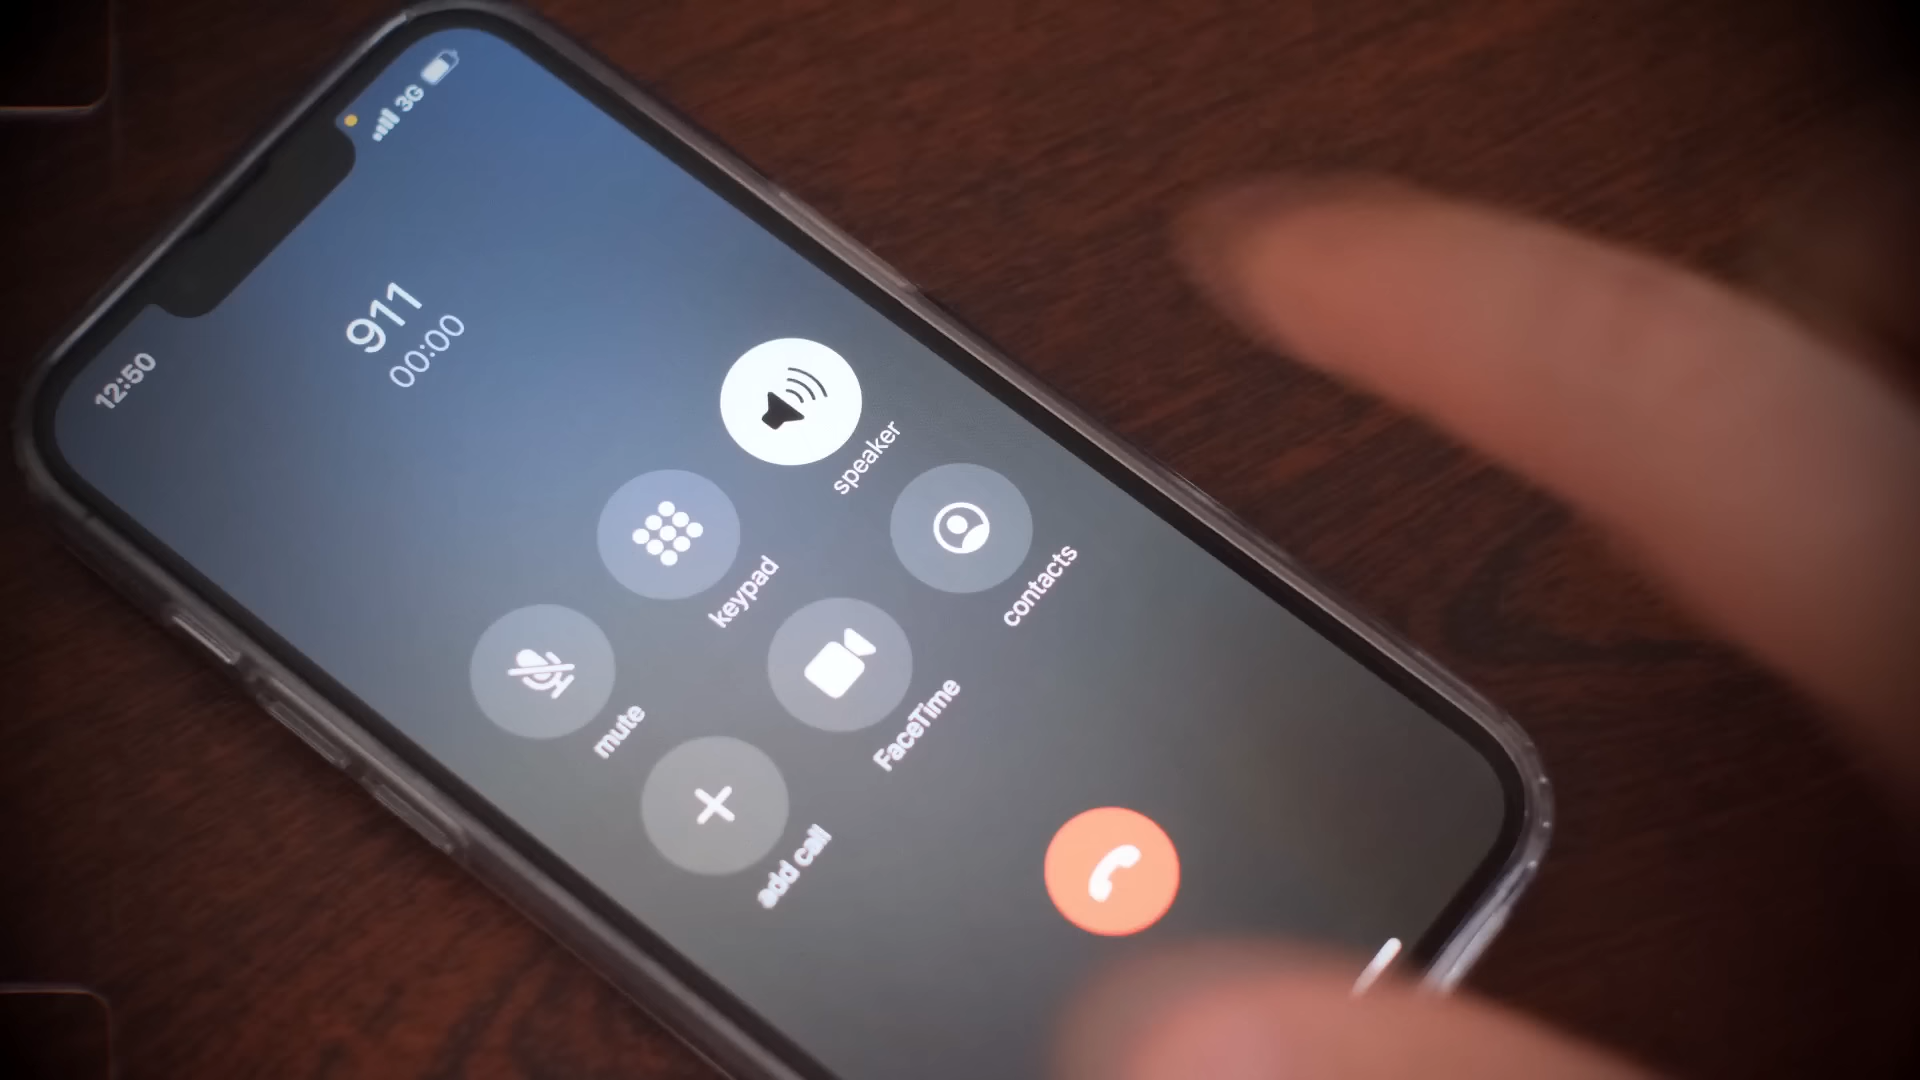 12:50
3G
911
00:00
mute
keypad
speaker
add call
FaceTime
contacts